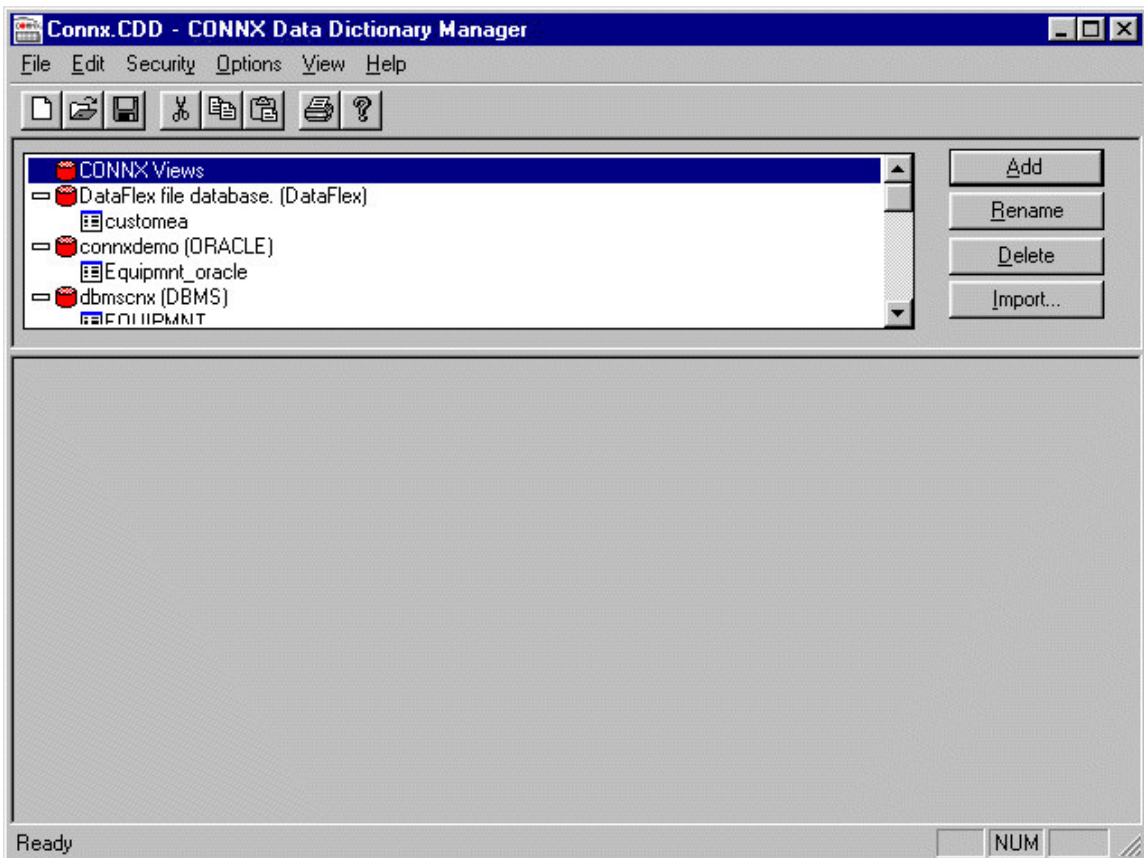 Connx.CDD - CONNX Data Dictionary Manager
File Edit Security Options View Help
CONNX Views
DataFlex file database. (DataFlex)
customea
connxdemo (ORACLE)
Equipmnt_oracle
dbmscnx (DBMS)
EQUIPMNT
Add
Rename
Delete
Import...
Ready
NUM